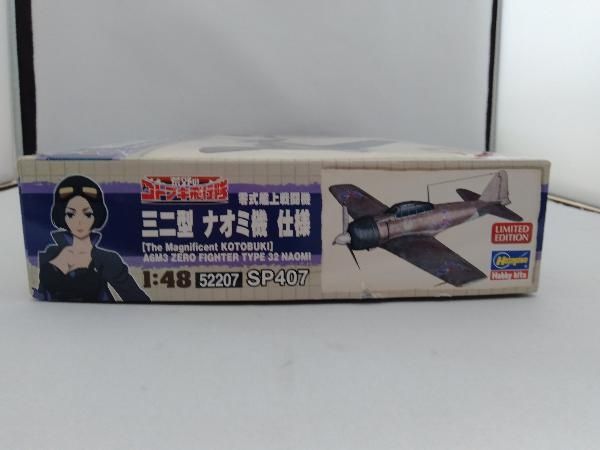 荒野の
コトブキ飛行隊
零式艦上戦闘機
三二型 ナオミ機 仕様
[The Magnificent KOTOBUKI]
A6M3 ZERO FIGHTER TYPE 32 NAOMI
1:48 52207 SP407
LIMITED
EDITION
Hasegawa
Hobby kits